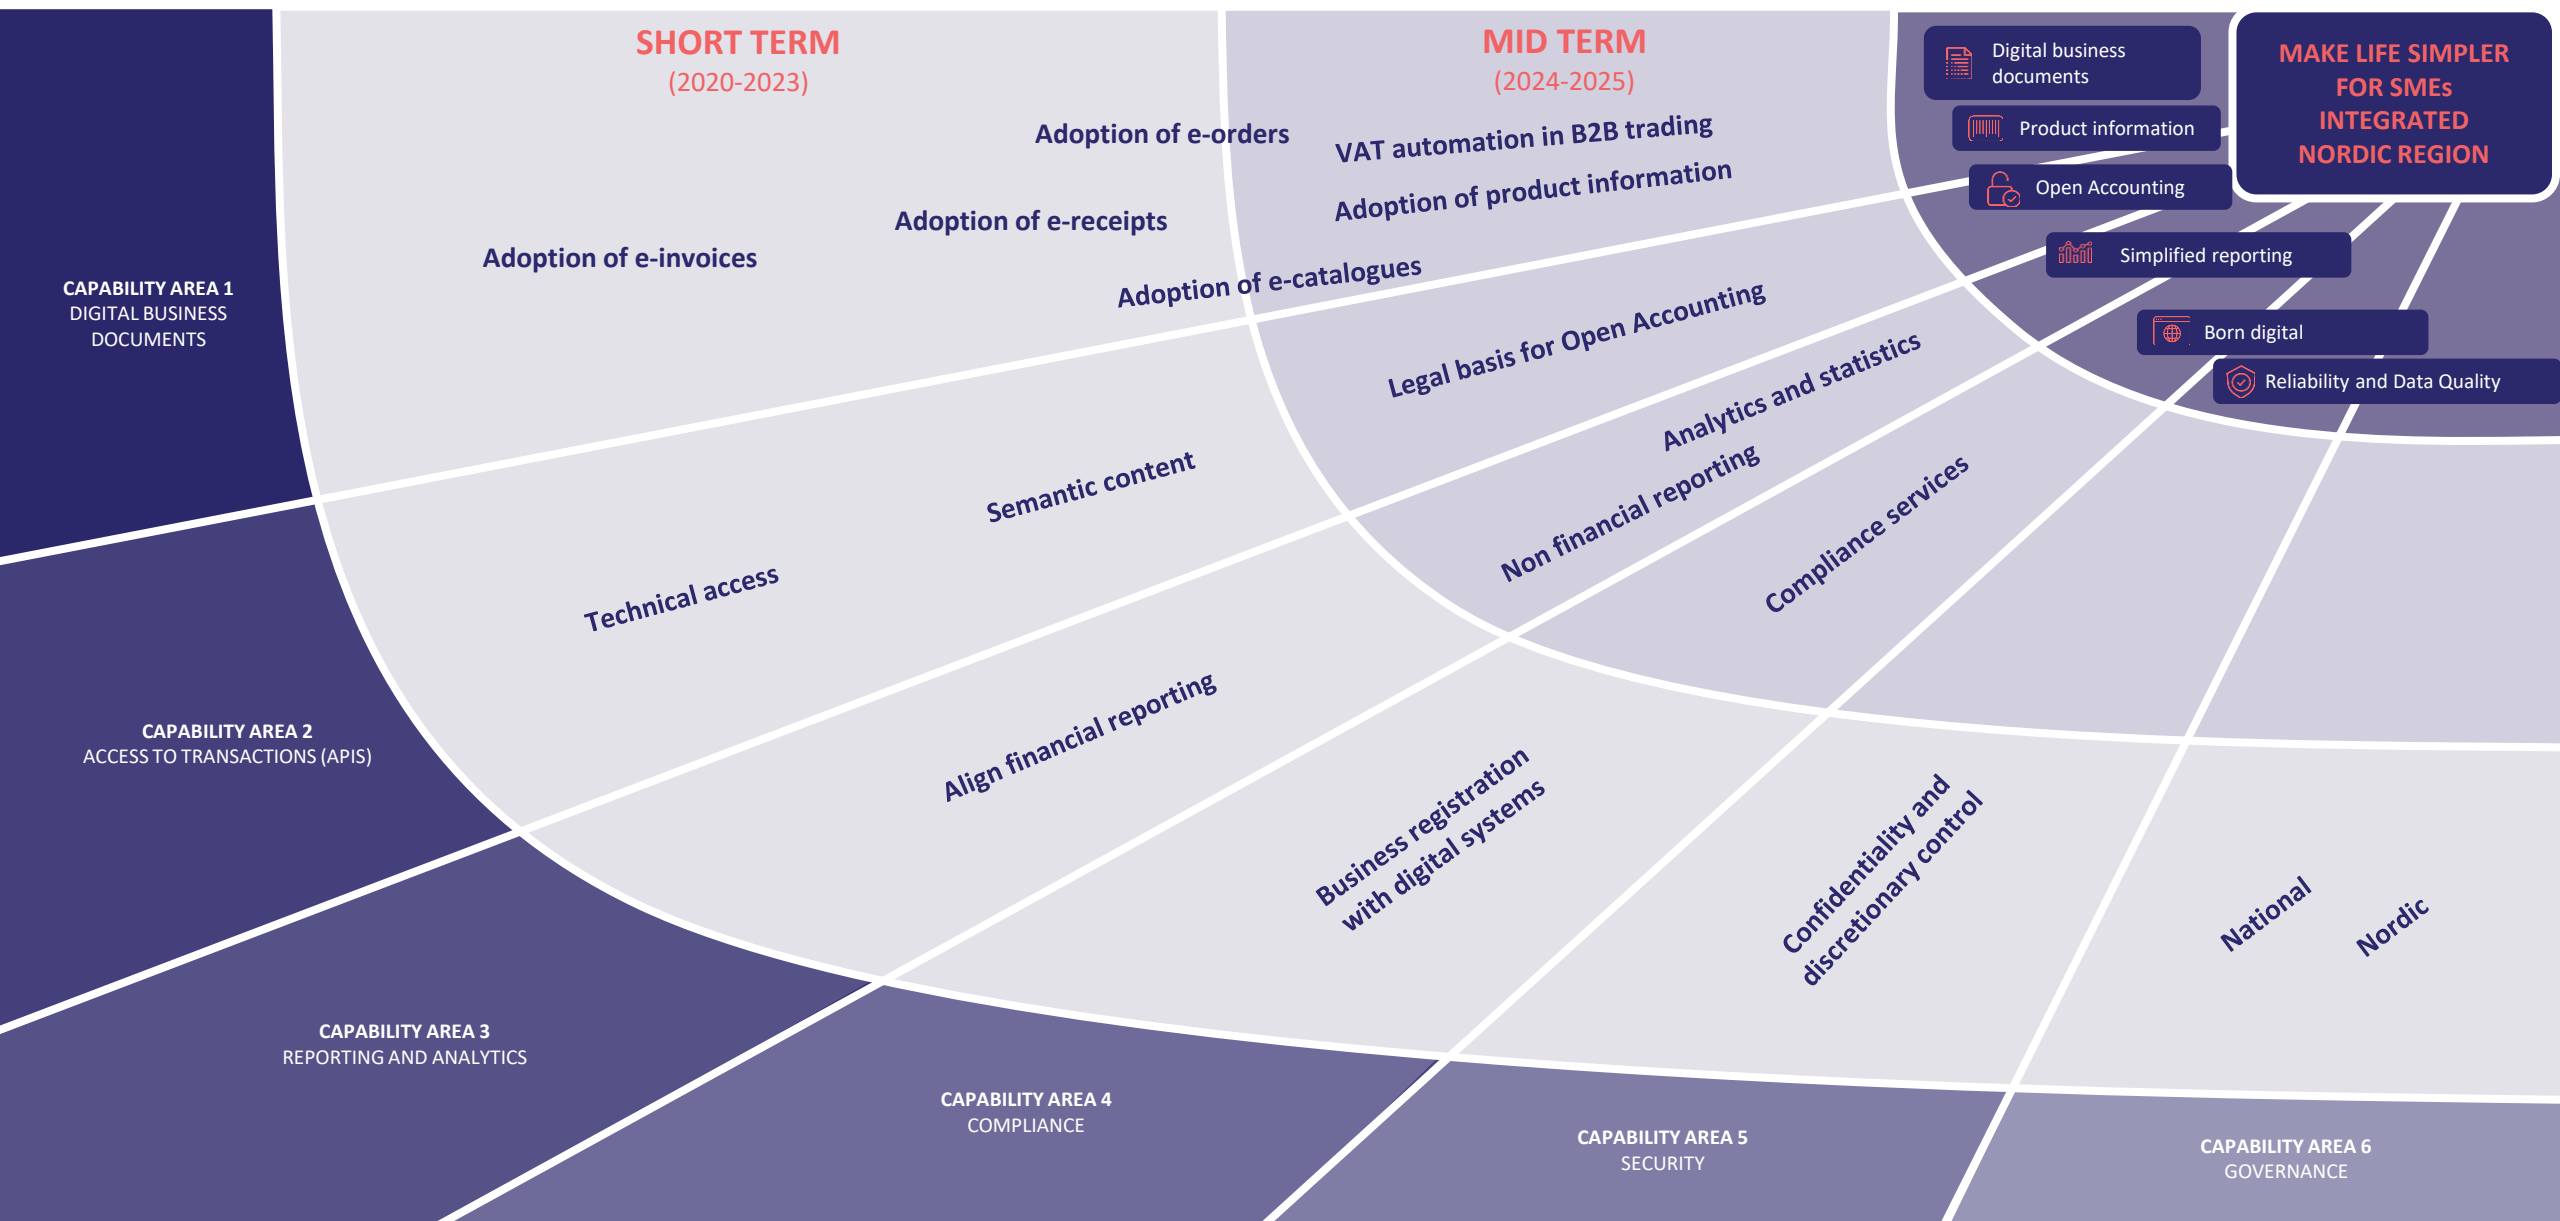 SHORT TERM
(2020-2023)
MID TERM
(2024-2025)
MAKE LIFE SIMPLER
FOR SMEs
INTEGRATED
NORDIC REGION
Digital business
documents
Product information
Open Accounting
Simplified reporting
Born digital
Reliability and Data Quality
CAPABILITY AREA 1
DIGITAL BUSINESS
DOCUMENTS
Adoption of e-invoices
Adoption of e-receipts
Adoption of e-orders
Adoption of e-catalogues
VAT automation in B2B trading
Adoption of product information
CAPABILITY AREA 2
ACCESS TO TRANSACTIONS (APIS)
Technical access
Semantic content
Legal basis for Open Accounting
CAPABILITY AREA 3
REPORTING AND ANALYTICS
Align financial reporting
Non financial reporting
Analytics and statistics
CAPABILITY AREA 4
COMPLIANCE
Business registration
with digital systems
Compliance services
CAPABILITY AREA 5
SECURITY
Confidentiality and
discretionary control
CAPABILITY AREA 6
GOVERNANCE
National
Nordic